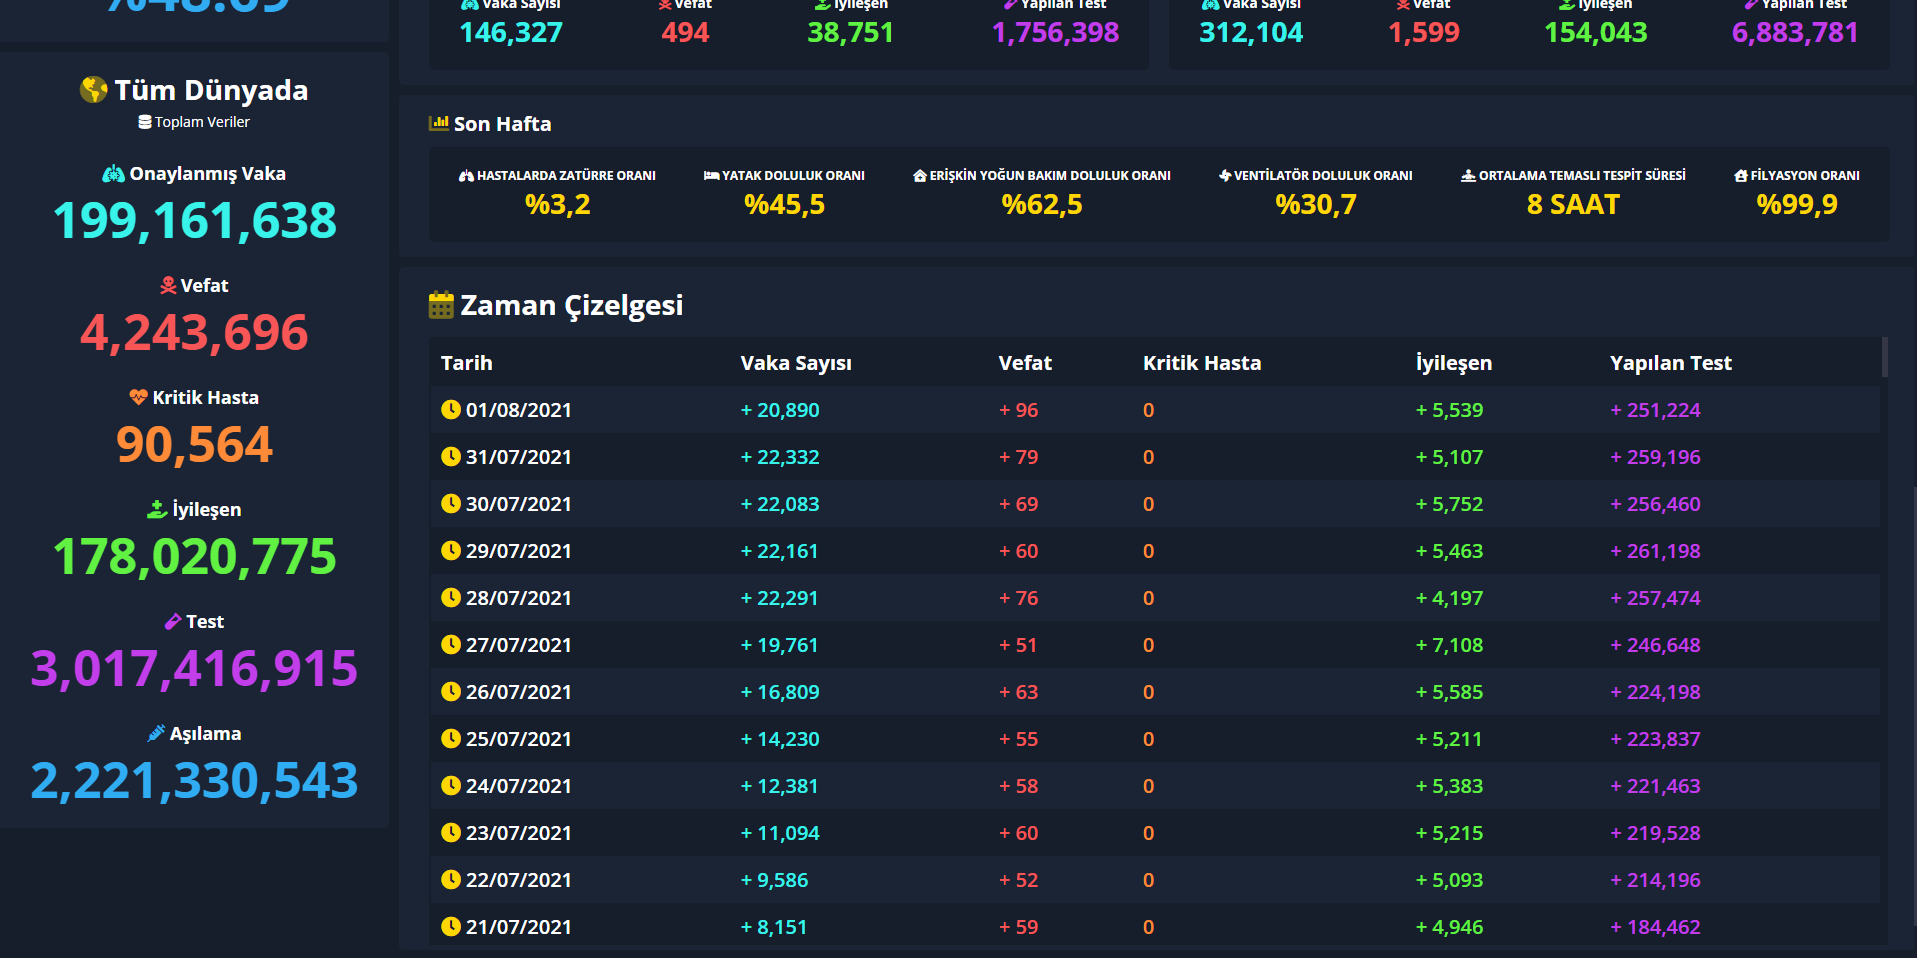 %48.69
Tüm Dünyada
Toplam Veriler
Onaylanmış Vaka
199,161,638
Vefat
4,243,696
Kritik Hasta
90,564
İyileşen
178,020,775
Test
3,017,416,915
Aşılama
2,221,330,543
Vaka Sayısı Vefat İyileşen Yapılan Test
146,327 494 38,751 1,756,398
Vaka Sayısı Vefat İyileşen Yapılan Test
312,104 1,599 154,043 6,883,781
Son Hafta
HASTALARDA ZATÜRRE ORANI YATAK DOLULUK ORANI ERİŞKİN YOĞUN BAKIM DOLULUK ORANI VENTİLATÖR DOLULUK ORANI ORTALAMA TEMASLI TESPİT SÜRESİ FİLYASYON ORANI
%3,2 %45,5 %62,5 %30,7 8 SAAT %99,9
Zaman Çizelgesi
Tarih Vaka Sayısı Vefat Kritik Hasta İyileşen Yapılan Test
01/08/2021 + 20,890 + 96 0 + 5,539 + 251,224
31/07/2021 + 22,332 + 79 0 + 5,107 + 259,196
30/07/2021 + 22,083 + 69 0 + 5,752 + 256,460
29/07/2021 + 22,161 + 60 0 + 5,463 + 261,198
28/07/2021 + 22,291 + 76 0 + 4,197 + 257,474
27/07/2021 + 19,761 + 51 0 + 7,108 + 246,648
26/07/2021 + 16,809 + 63 0 + 5,585 + 224,198
25/07/2021 + 14,230 + 55 0 + 5,211 + 223,837
24/07/2021 + 12,381 + 58 0 + 5,383 + 221,463
23/07/2021 + 11,094 + 60 0 + 5,215 + 219,528
22/07/2021 + 9,586 + 52 0 + 5,093 + 214,196
21/07/2021 + 8,151 + 59 0 + 4,946 + 184,462